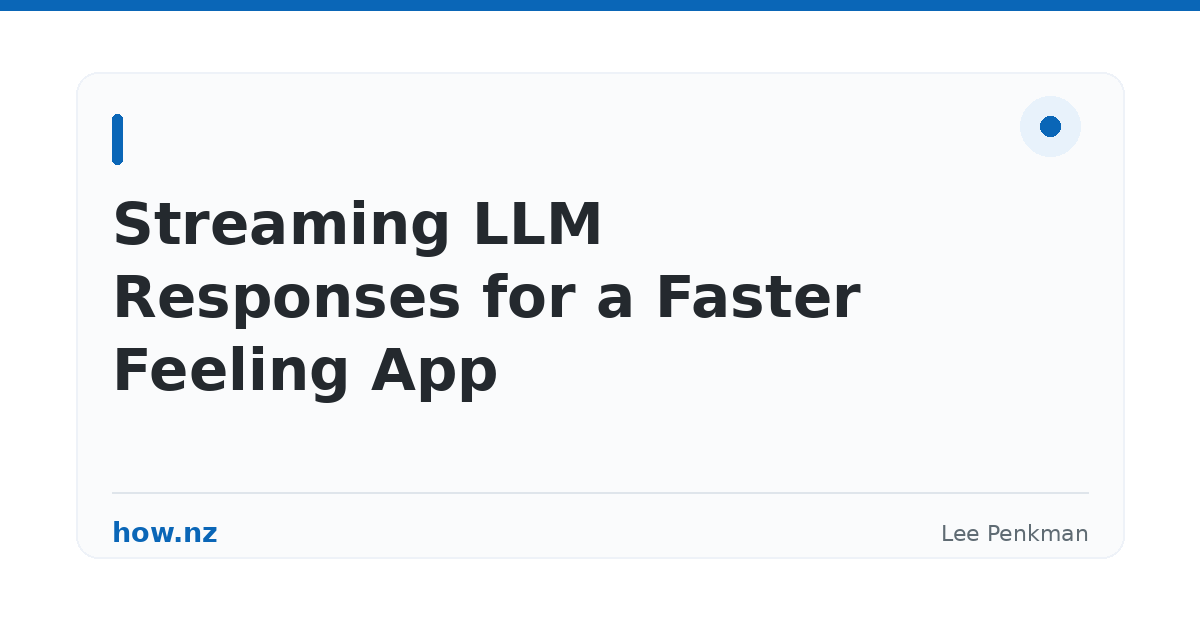 Streaming LLM
Responses for a Faster
Feeling App
how.nz
Lee Penkman